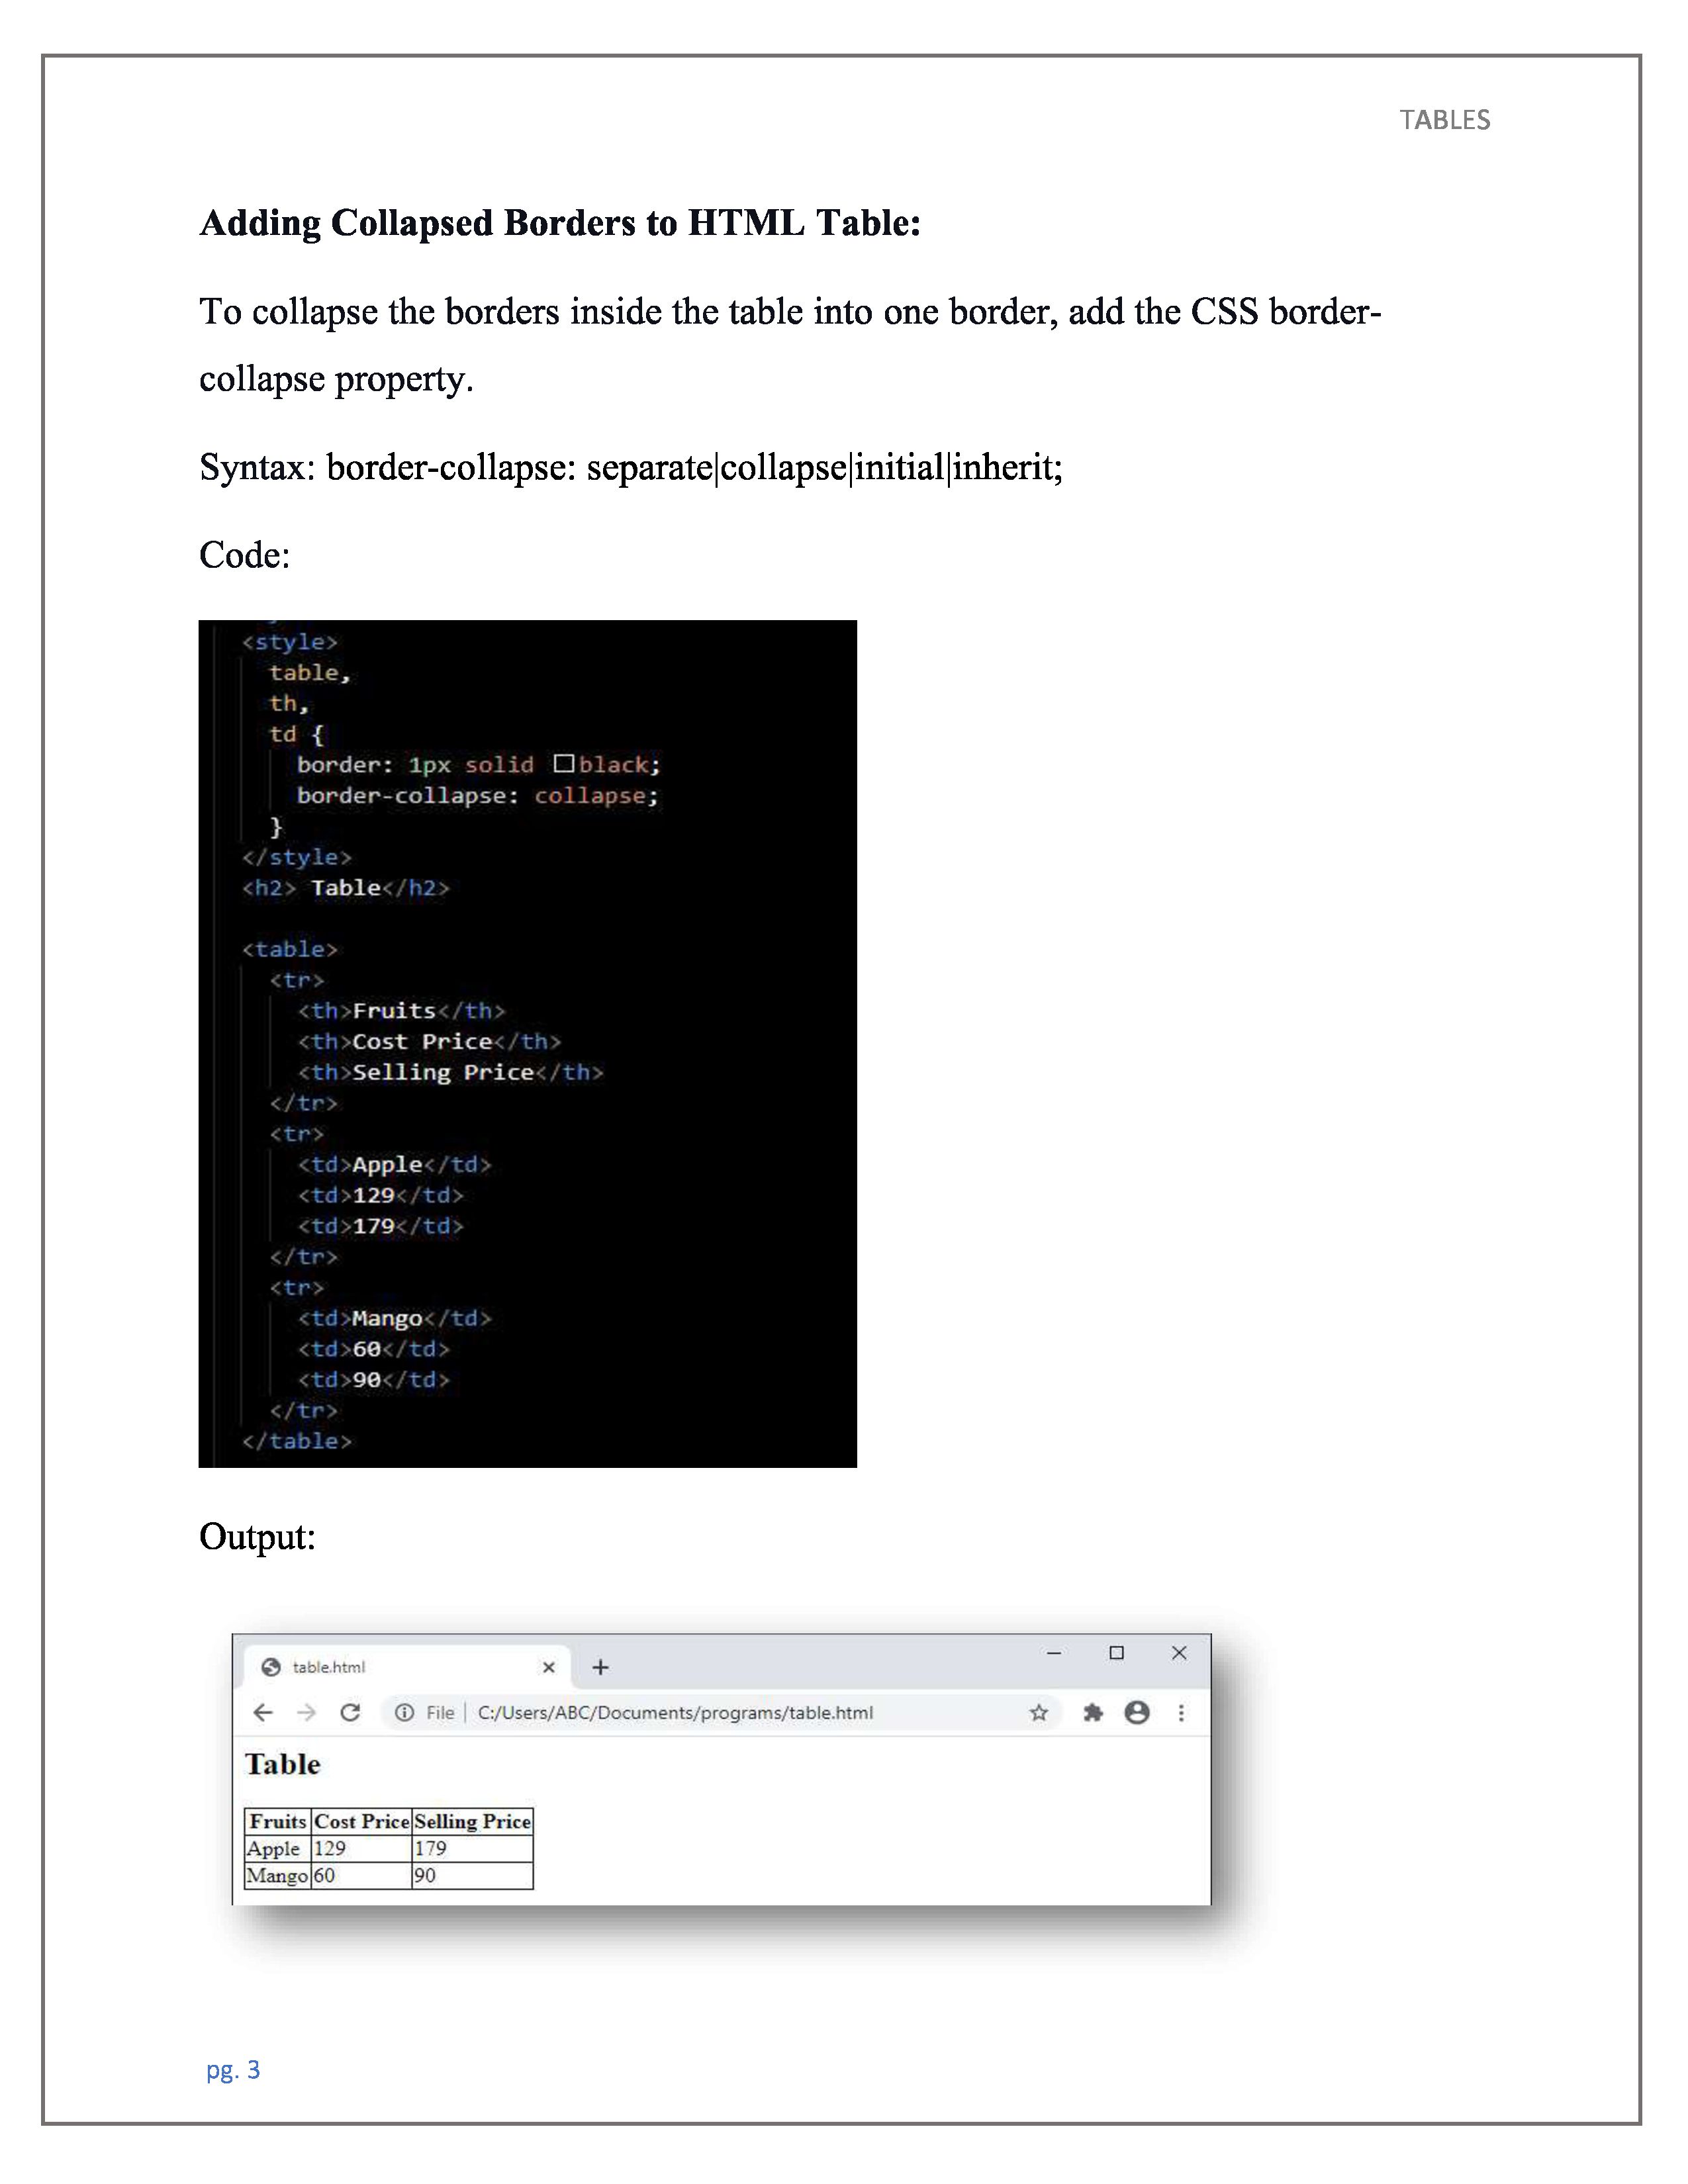 TABLES
Adding Collapsed Borders to HTML Table:
To collapse the borders inside the table into one border, add the CSS border-
collapse property.
Syntax: border-collapse: separate|collapse|initial|inherit;
Code:
<style>
table,
th,
td {
border: 1px solid black;
border-collapse: collapse;
}
</style>
<h2> Table</h2>
<table>
<tr>
<th>Fruits</th>
<th>Cost Price</th>
<th>Selling Price</th>
</tr>
<tr>
<td>Apple</td>
<td>129</td>
<td>179</td>
</tr>
<tr>
<td>Mango</td>
<td>60</td>
<td>90</td>
</tr>
</table>
Output:
table.html
File | C:/Users/ABC/Documents/programs/table.html
Table
Fruits Cost Price Selling Price
Apple 129 179
Mango 60 90
pg. 3